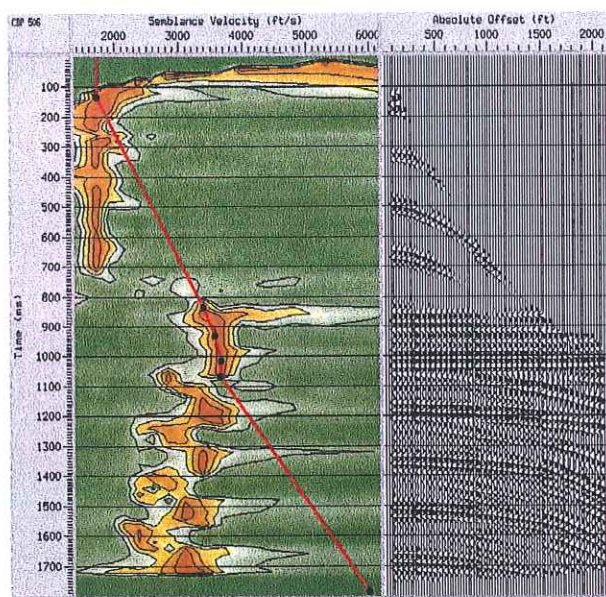 CDP 506
Semblance Velocity (ft/s)
Absolute Offset (ft)
2000 3000 4000 5000 6000
500 1000 1500 2000
100
200
300
400
500
600
700
800
900
1000
1100
1200
1300
1400
1500
1600
1700
Time (ms)